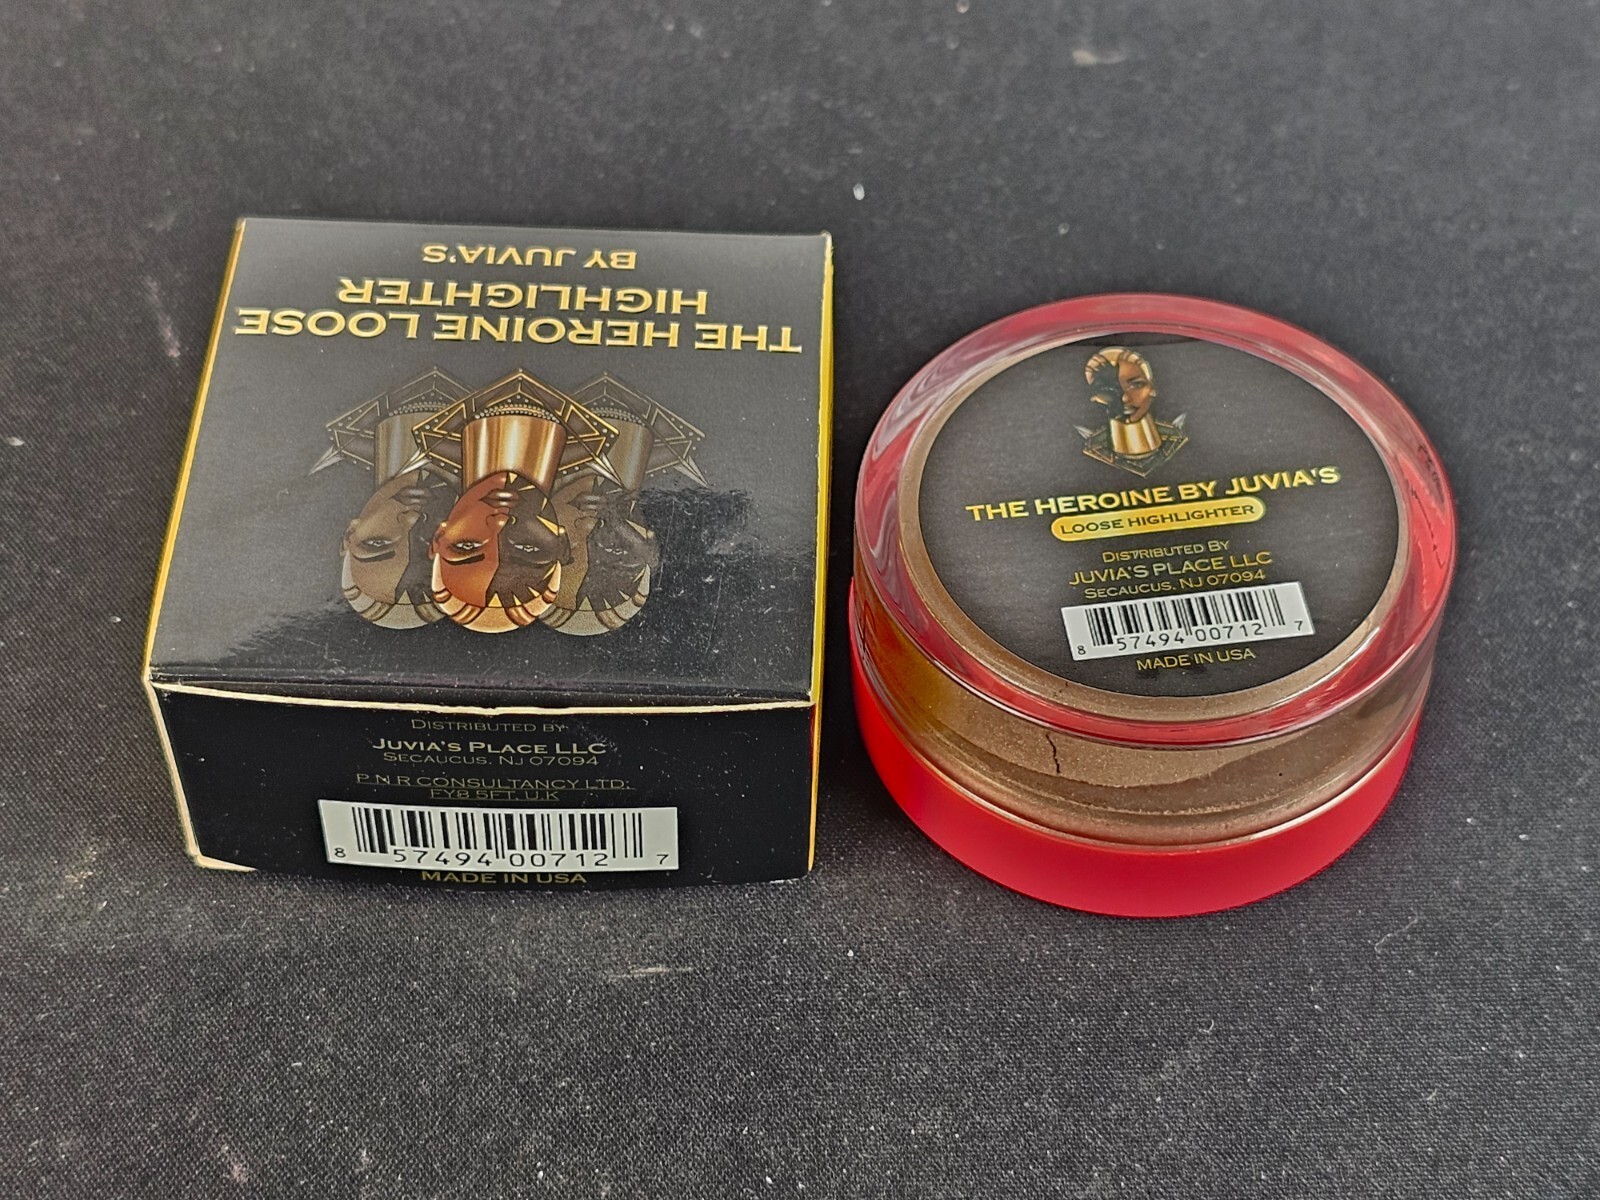 THE HEROINE LOOSE
HIGHLIGHTER
BY JUVIA'S
DISTRIBUTED BY:
JUVIA'S PLACE LLC
SECAUCUS, NJ 07094
P N R CONSULTANCY LTD:
FY8 5FT, U.K
8 57494 00712 7
MADE IN USA
THE HEROINE BY JUVIA'S
LOOSE HIGHLIGHTER
DISTRIBUTED BY
JUVIA'S PLACE LLC
SECAUCUS, NJ 07094
8 57494 00712 7
MADE IN USA